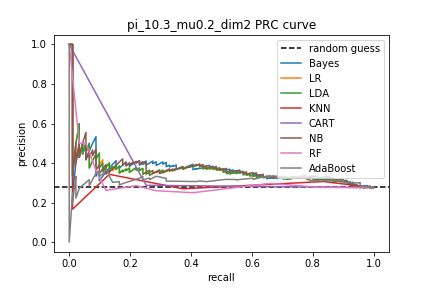 pi_10.3_mu0.2_dim2 PRC curve
random guess
Bayes
LR
LDA
KNN
CART
NB
RF
AdaBoost
precision
1.0
0.8
0.6
0.4
0.2
0.0
0.0 0.2 0.4 0.6 0.8 1.0
recall